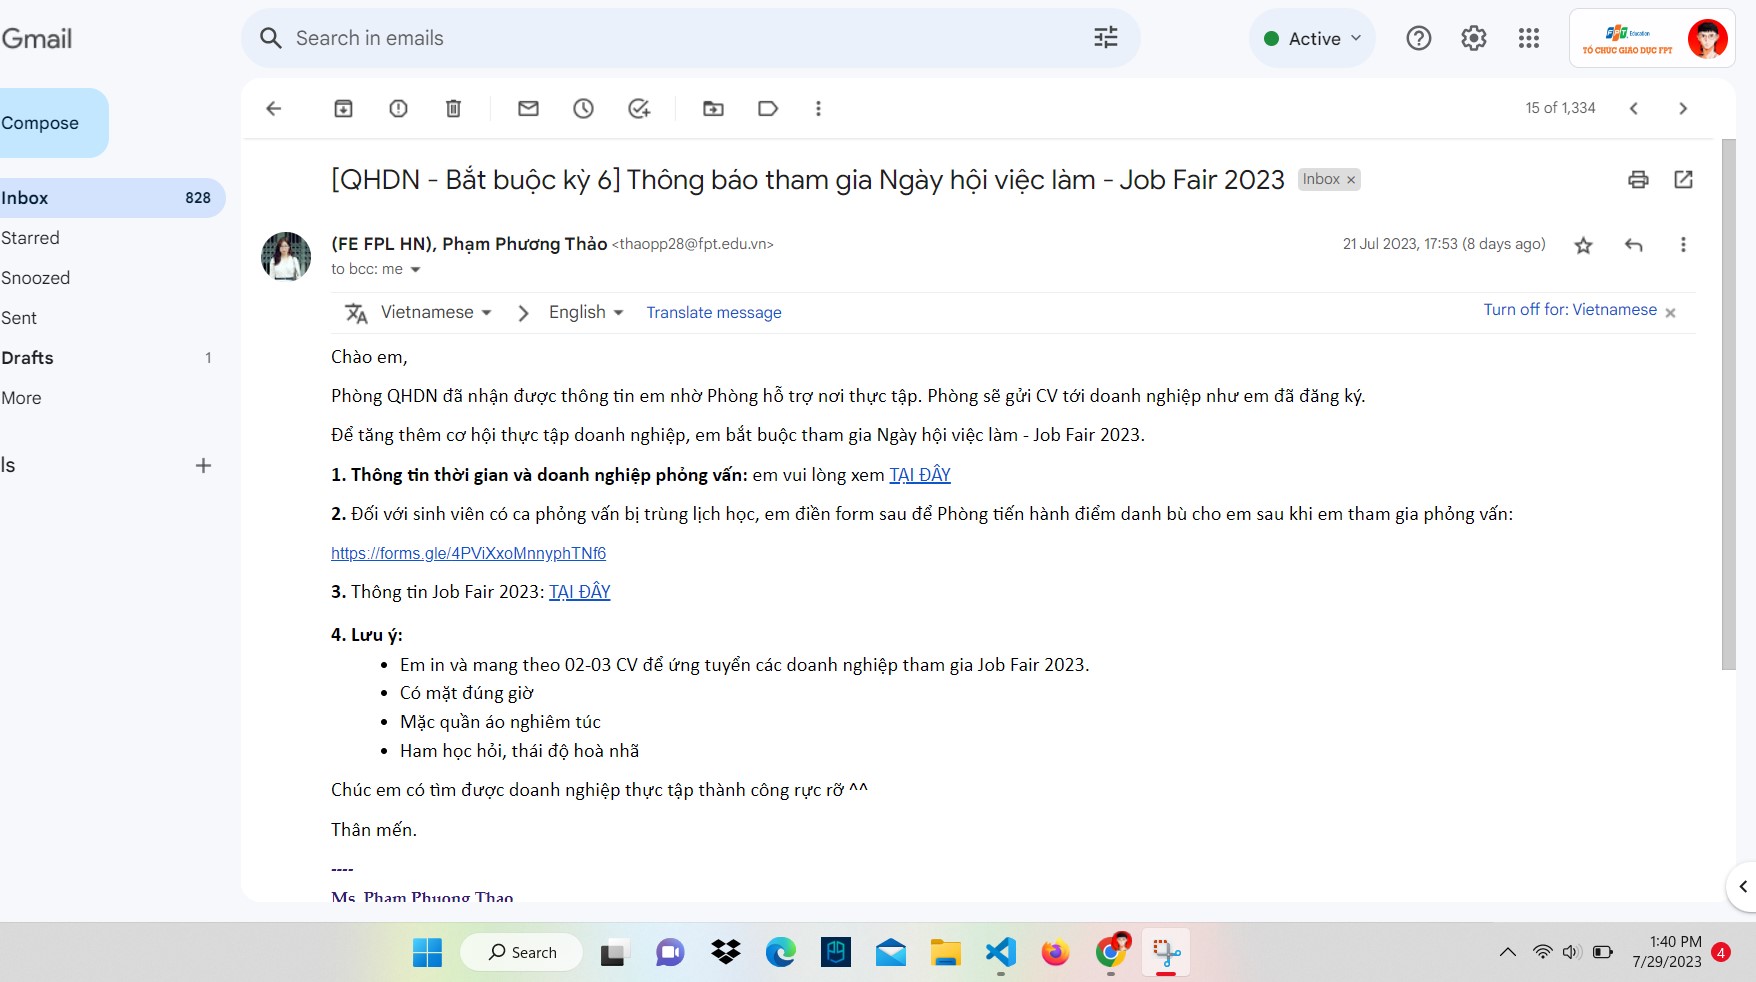 Gmail
Search in emails
Active
FPT Education
TỔ CHỨC GIÁO DỤC FPT
Compose
15 of 1,334
Inbox 828
Starred
Snoozed
Sent
Drafts 1
More
ls
[QHDN - Bắt buộc kỳ 6] Thông báo tham gia Ngày hội việc làm - Job Fair 2023 Inbox ×
(FE FPL HN), Phạm Phương Thảo <thaopp28@fpt.edu.vn> 21 Jul 2023, 17:53 (8 days ago)
to bcc: me
Vietnamese > English Translate message Turn off for: Vietnamese ×
Chào em,
Phòng QHDN đã nhận được thông tin em nhờ Phòng hỗ trợ nơi thực tập. Phòng sẽ gửi CV tới doanh nghiệp như em đã đăng ký.
Để tăng thêm cơ hội thực tập doanh nghiệp, em bắt buộc tham gia Ngày hội việc làm - Job Fair 2023.
1. Thông tin thời gian và doanh nghiệp phỏng vấn: em vui lòng xem TẠI ĐÂY
2. Đối với sinh viên có ca phỏng vấn bị trùng lịch học, em điền form sau để Phòng tiến hành điểm danh bù cho em sau khi em tham gia phỏng vấn:
https://forms.gle/4PViXxoMnnyphTNf6
3. Thông tin Job Fair 2023: TẠI ĐÂY
4. Lưu ý:
• Em in và mang theo 02-03 CV để ứng tuyển các doanh nghiệp tham gia Job Fair 2023.
• Có mặt đúng giờ
• Mặc quần áo nghiêm túc
• Ham học hỏi, thái độ hoà nhã
Chúc em có tìm được doanh nghiệp thực tập thành công rực rỡ ^^
Thân mến.
----
Ms. Pham Phuong Thao
Search
1:40 PM
7/29/2023
4